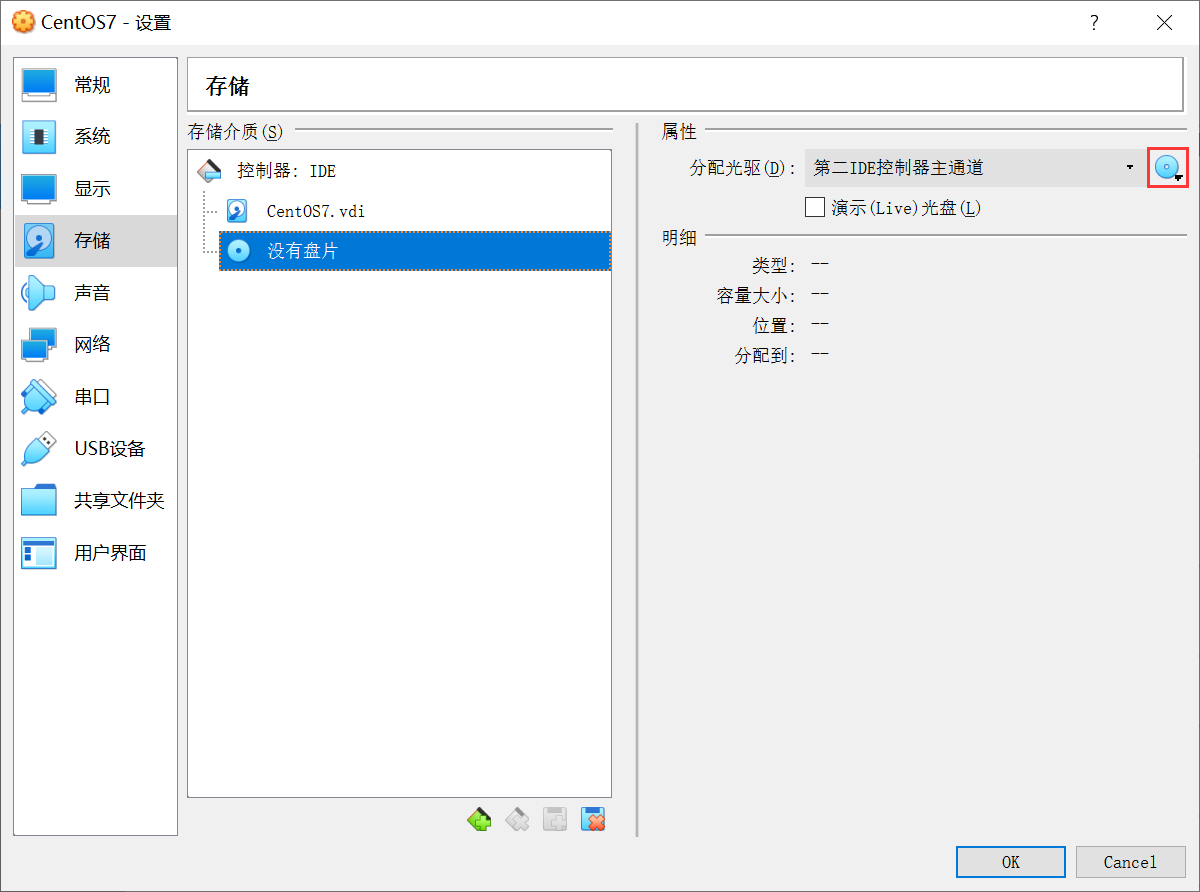 CentOS7 - 设置
?
常规
系统
显示
存储
声音
网络
串口
USB设备
共享文件夹
用户界面
存储
存储介质(S)
控制器: IDE
CentOS7.vdi
没有盘片
属性
分配光驱(D): 第二IDE控制器主通道
演示(Live)光盘(L)
明细
类型: --
容量大小: --
位置: --
分配到: --
OK
Cancel